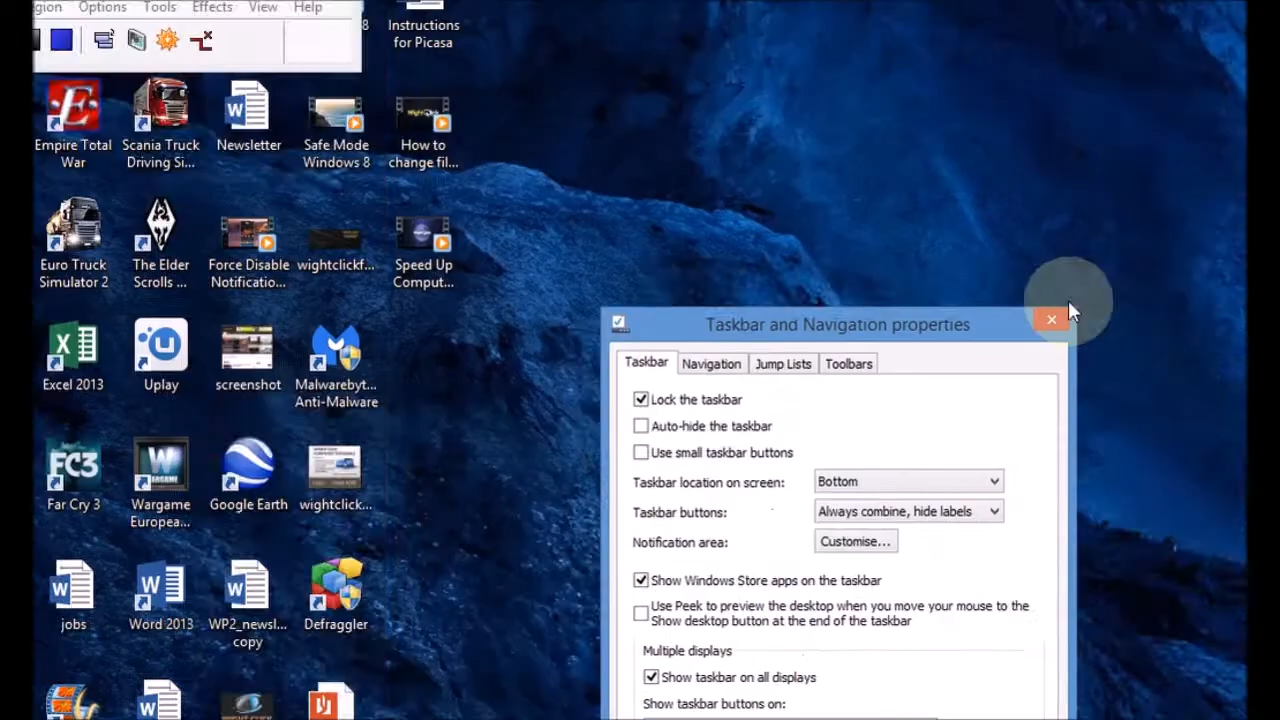 gion Options Tools Effects View Help
8
Instructions
for Picasa
Empire Total
War
Scania Truck
Driving Si...
Newsletter
Safe Mode
Windows 8
How to
change fil...
Euro Truck
Simulator 2
The Elder
Scrolls ...
Force Disable
Notificatio...
wightclickf...
Speed Up
Comput...
Excel 2013
Uplay
screenshot
Malwarebyt...
Anti-Malware
FC3
Far Cry 3
Wargame
Europea...
Google Earth
wightclick...
jobs
Word 2013
WP2_newsl...
copy
Defraggler
Taskbar and Navigation properties
Taskbar Navigation Jump Lists Toolbars
Lock the taskbar
Auto-hide the taskbar
Use small taskbar buttons
Taskbar location on screen: Bottom
Taskbar buttons: Always combine, hide labels
Notification area: Customise...
Show Windows Store apps on the taskbar
Use Peek to preview the desktop when you move your mouse to the
Show desktop button at the end of the taskbar
Multiple displays
Show taskbar on all displays
Show taskbar buttons on: